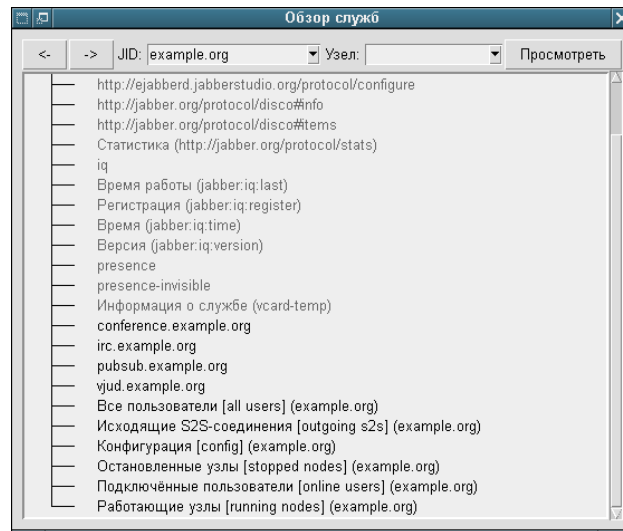 Обзор служб
<- -> JID: example.org Узел: Просмотреть
http://ejabberd.jabberstudio.org/protocol/configure
http://jabber.org/protocol/disco#info
http://jabber.org/protocol/disco#items
Статистика (http://jabber.org/protocol/stats)
iq
Время работы (jabber:iq:last)
Регистрация (jabber:iq:register)
Время (jabber:iq:time)
Версия (jabber:iq:version)
presence
presence-invisible
Информация о службе (vcard-temp)
conference.example.org
irc.example.org
pubsub.example.org
vjud.example.org
Все пользователи [all users] (example.org)
Исходящие S2S-соединения [outgoing s2s] (example.org)
Конфигурация [config] (example.org)
Остановленные узлы [stopped nodes] (example.org)
Подключённые пользователи [online users] (example.org)
Работающие узлы [running nodes] (example.org)